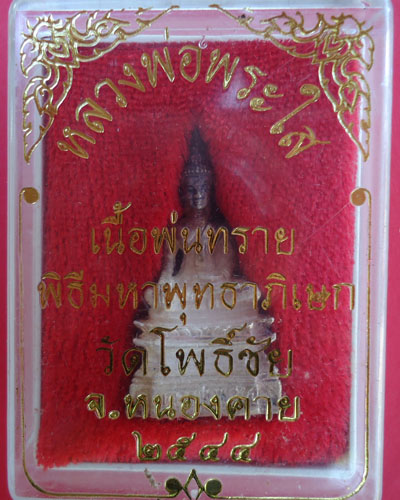 หลวงพ่อพระใส
เนื้อพ่นทราย
พิธีมหาพุทธาภิเษก
วัดโพธิ์ชัย
จ.หนองคาย
๒๕๔๔